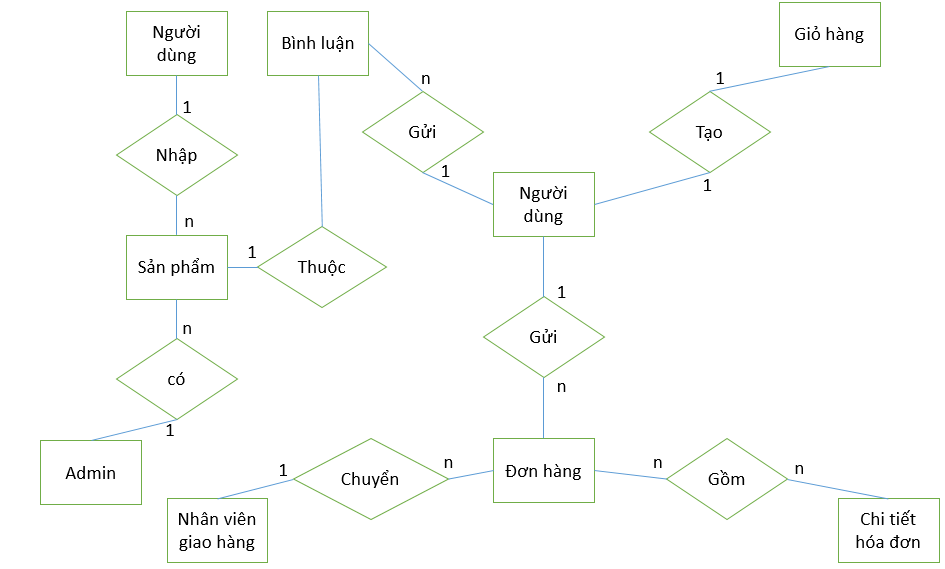 Người
dùng
Bình luận
Giỏ hàng
n
1
1
Gửi
Tạo
Nhập
1
1
Người
dùng
n
1
Sản phẩm
Thuộc
1
n
Gửi
có
n
1
Admin
1
Chuyển
n
Đơn hàng
n
Gồm
n
Nhân viên
giao hàng
Chi tiết
hóa đơn